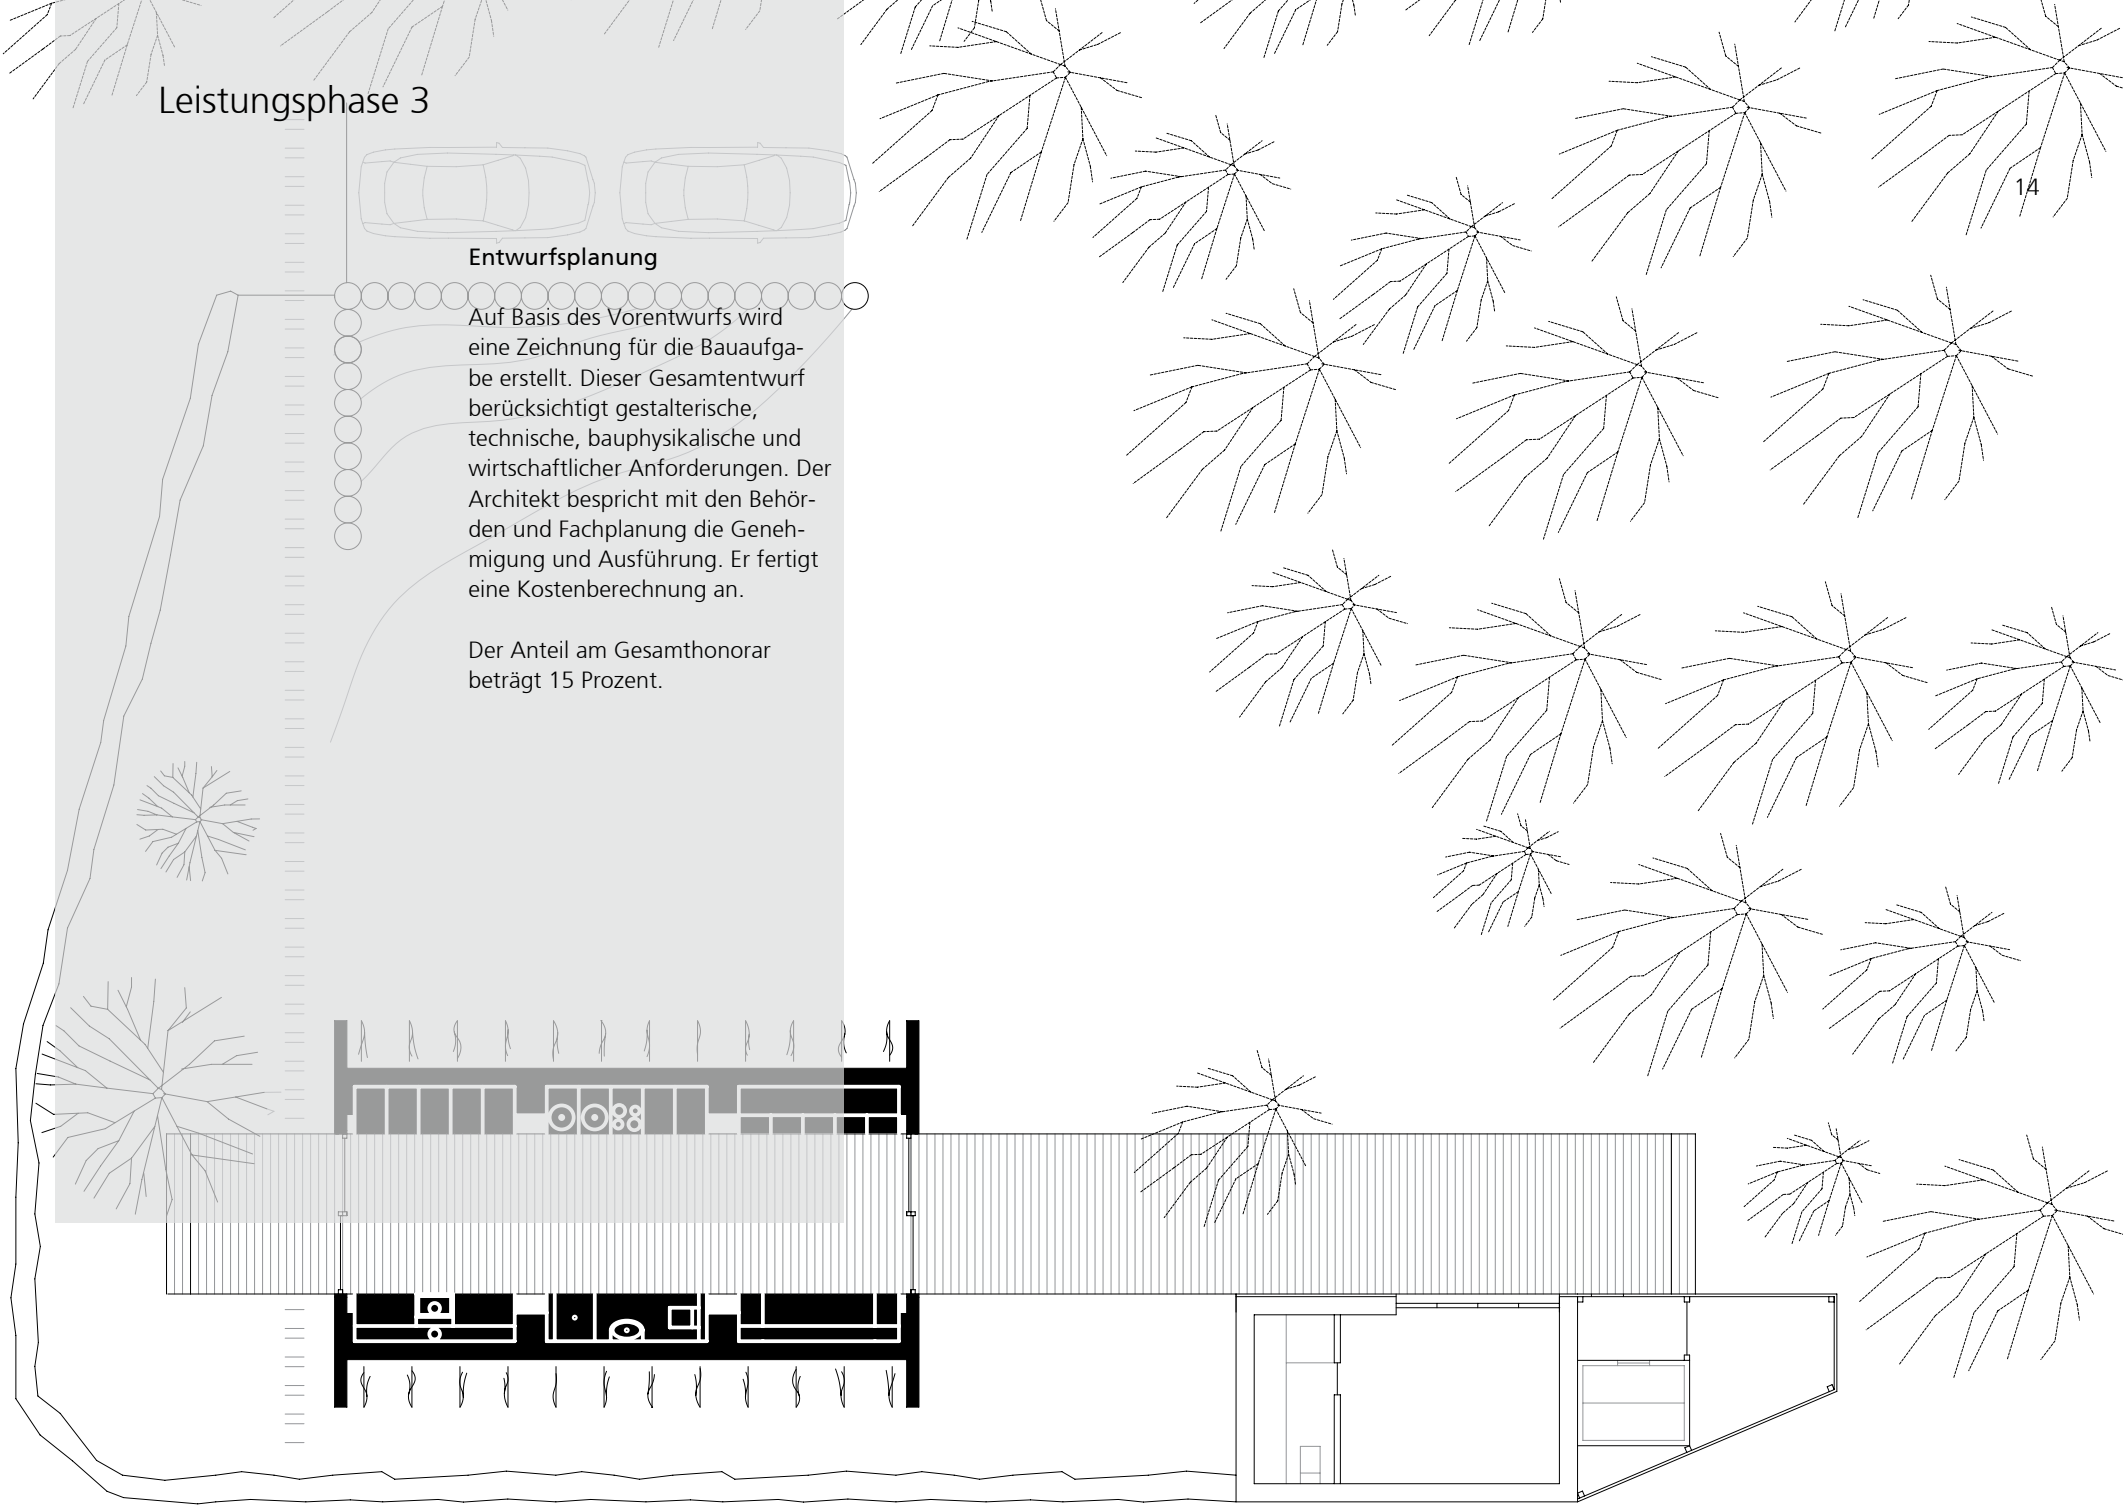 Leistungsphase 3
14
Entwurfsplanung
Auf Basis des Vorentwurfs wird
eine Zeichnung für die Bauaufga-
be erstellt. Dieser Gesamtentwurf
berücksichtigt gestalterische,
technische, bauphysikalische und
wirtschaftlicher Anforderungen. Der
Architekt bespricht mit den Behör-
den und Fachplanung die Geneh-
migung und Ausführung. Er fertigt
eine Kostenberechnung an.
Der Anteil am Gesamthonorar
beträgt 15 Prozent.